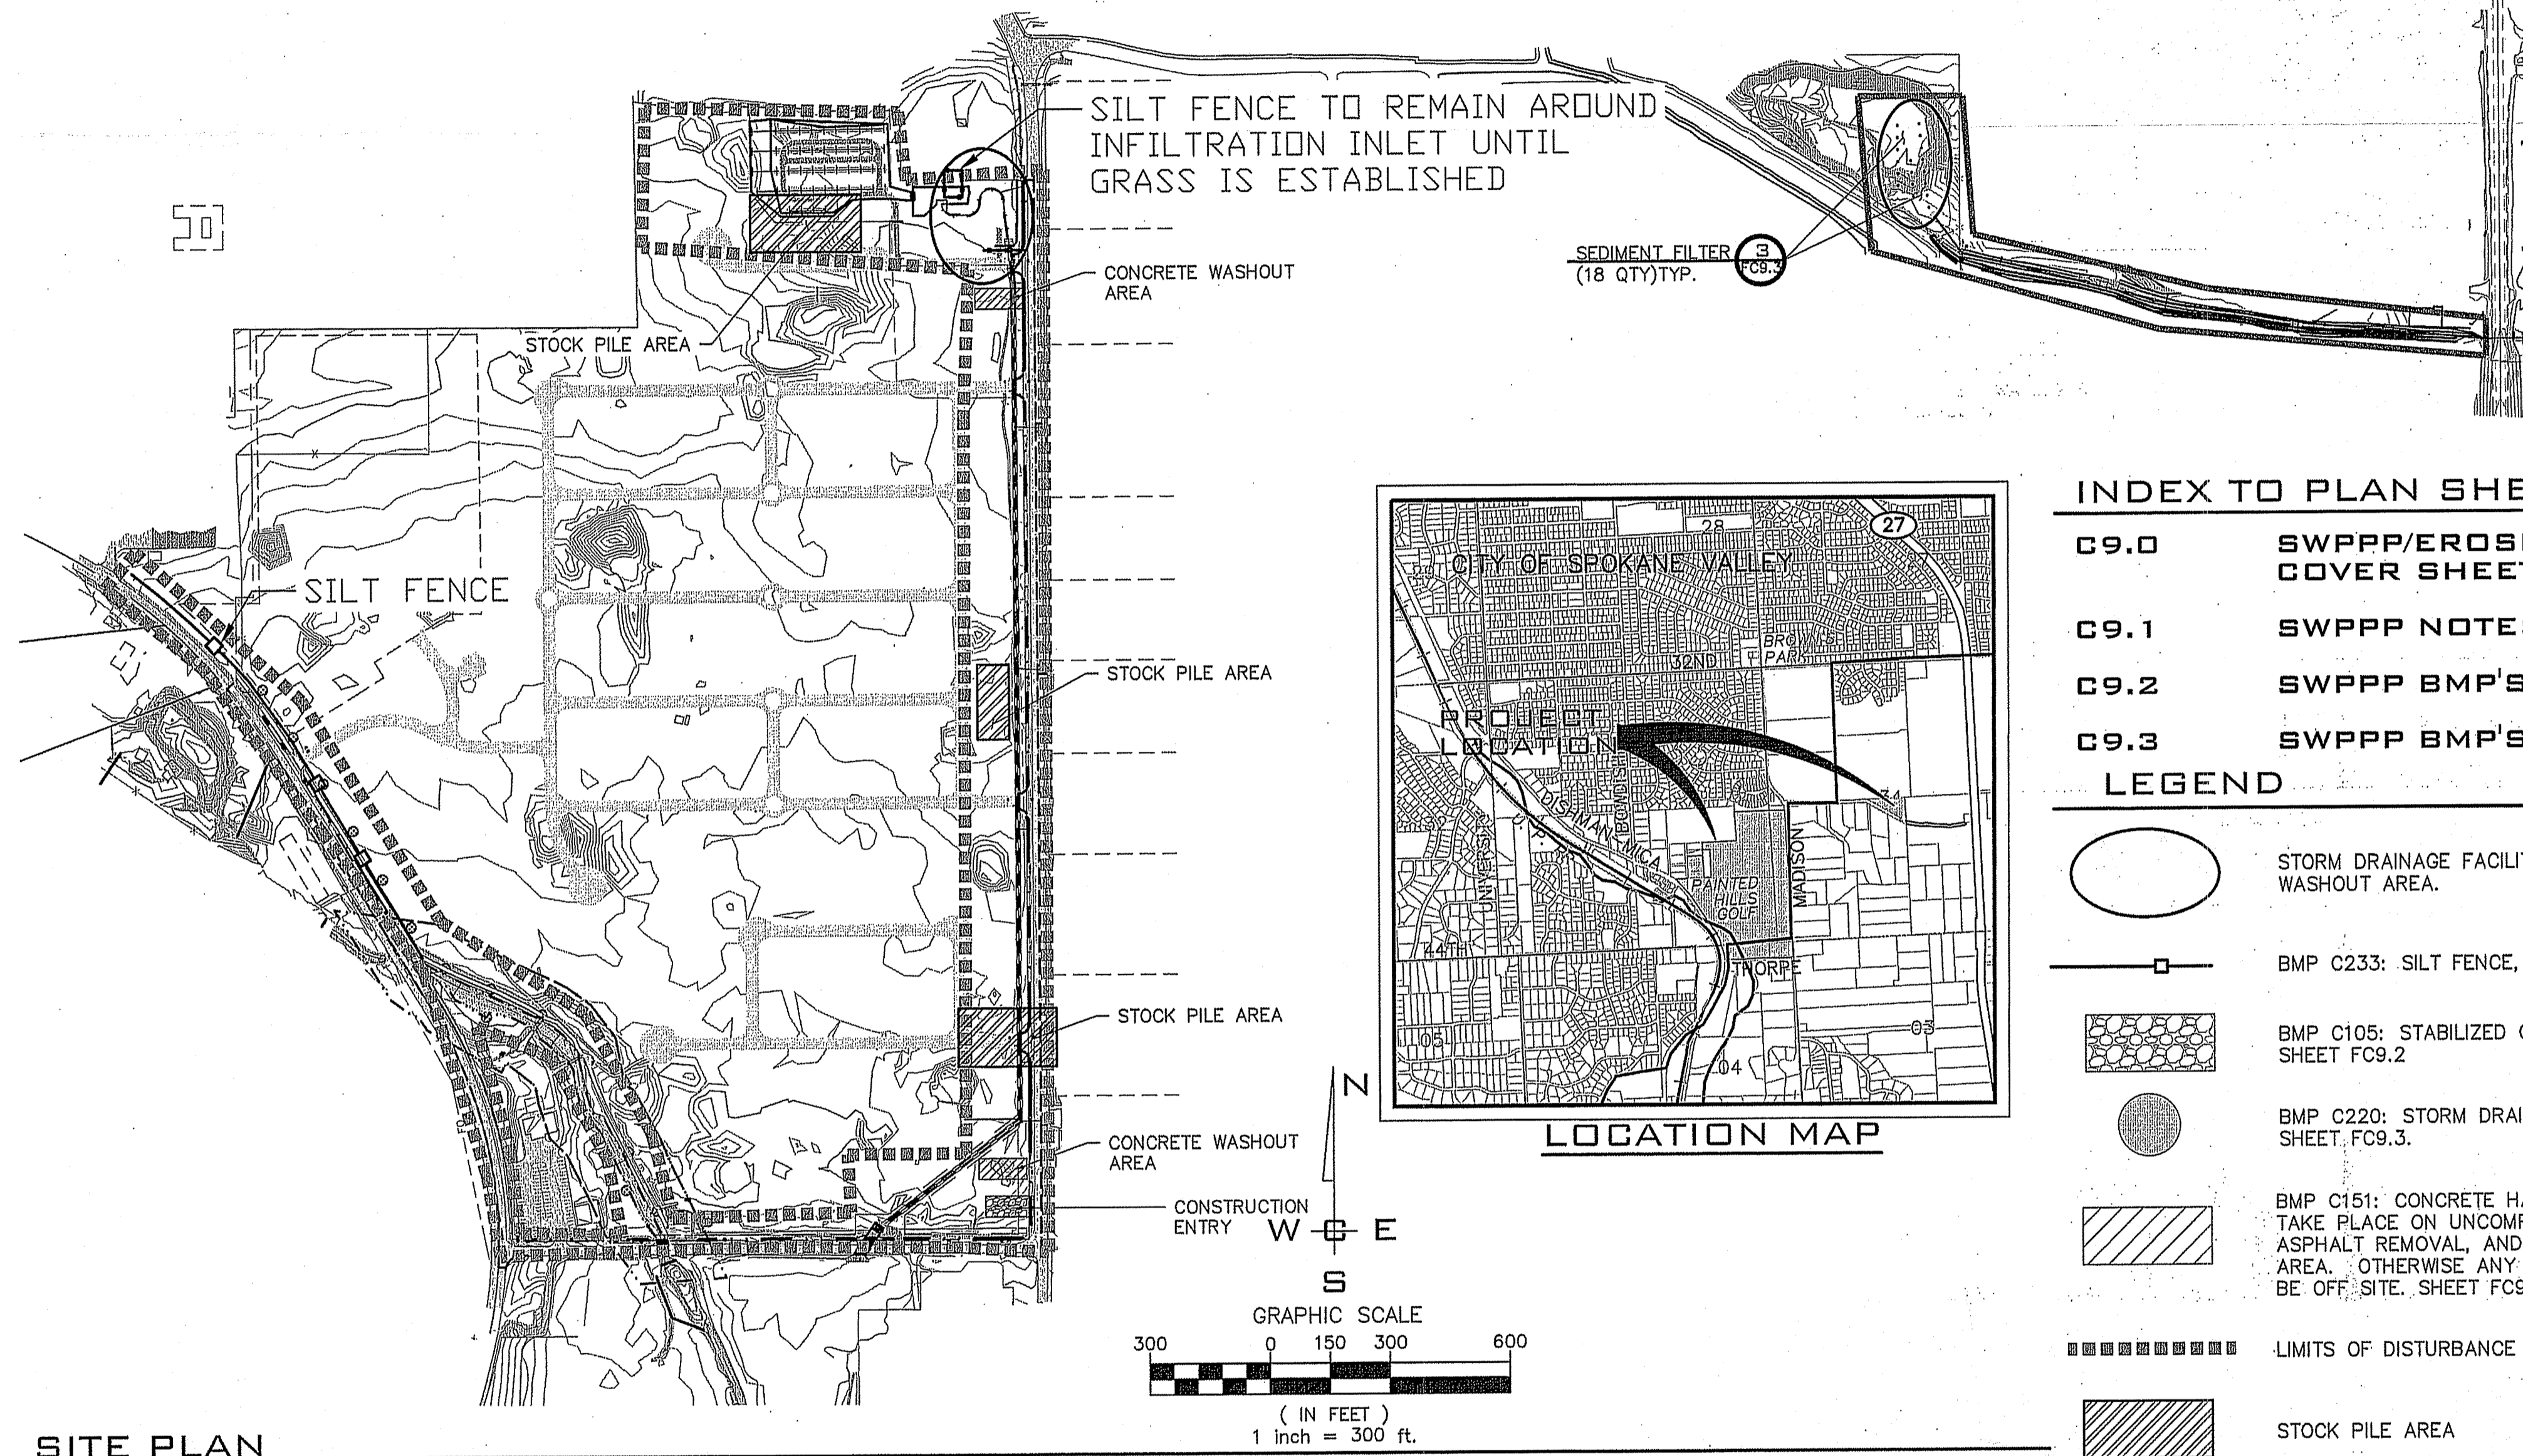 SILT FENCE TO REMAIN AROUND
INFILTRATION INLET UNTIL
GRASS IS ESTABLISHED
SEDIMENT FILTER
(18 QTY)TYP.
3
FC9.3
CONCRETE WASHOUT
AREA
STOCK PILE AREA
SILT FENCE
STOCK PILE AREA
STOCK PILE AREA
CONCRETE WASHOUT
AREA
CONSTRUCTION
ENTRY
N
W C E
S
GRAPHIC SCALE
300 0 150 300 600
( IN FEET )
1 inch = 300 ft.
SITE PLAN
27
28
CITY OF SPOKANE VALLEY
BROWNS
PARK
32ND
PROJECT
LOCATION
34
BOWDISH
DISHMAN MICA
U.P.
UNIVERSITY
MADISON
PAINTED
HILLS
GOLF
44TH
THORPE
05
04
03
LOCATION MAP
INDEX TO PLAN SHE
C9.0 SWPPP/EROSI
COVER SHEET
C9.1 SWPPP NOTE
C9.2 SWPPP BMP'S
C9.3 SWPPP BMP'S
LEGEND
STORM DRAINAGE FACILI
WASHOUT AREA.
BMP C233: SILT FENCE,
BMP C105: STABILIZED
SHEET FC9.2
BMP C220: STORM DRAI
SHEET FC9.3.
BMP C151: CONCRETE HA
TAKE PLACE ON UNCOMP
ASPHALT REMOVAL, AND
AREA. OTHERWISE ANY
BE OFF SITE. SHEET FC9
LIMITS OF DISTURBANCE
STOCK PILE AREA